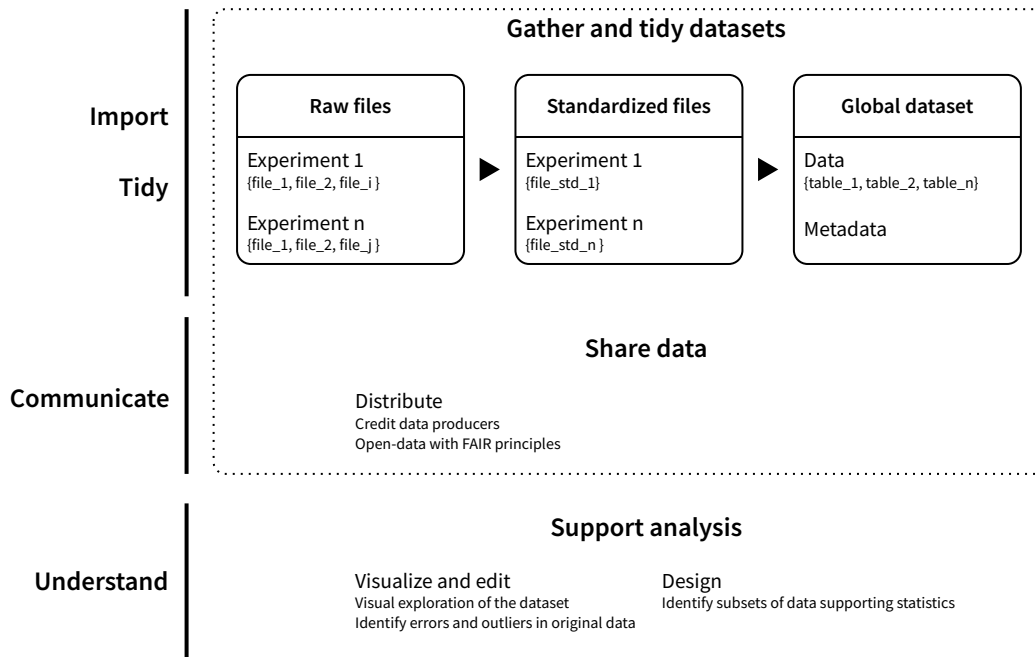 Gather and tidy datasets
Import
Tidy
Raw files
Experiment 1
{file_1, file_2, file_i }
Experiment n
{file_1, file_2, file_j }
Standardized files
Experiment 1
{file_std_1}
Experiment n
{file_std_n }
Global dataset
Data
{table_1, table_2, table_n}
Metadata
Communicate
Share data
Distribute
Credit data producers
Open-data with FAIR principles
Understand
Support analysis
Visualize and edit
Visual exploration of the dataset
Identify errors and outliers in original data
Design
Identify subsets of data supporting statistics